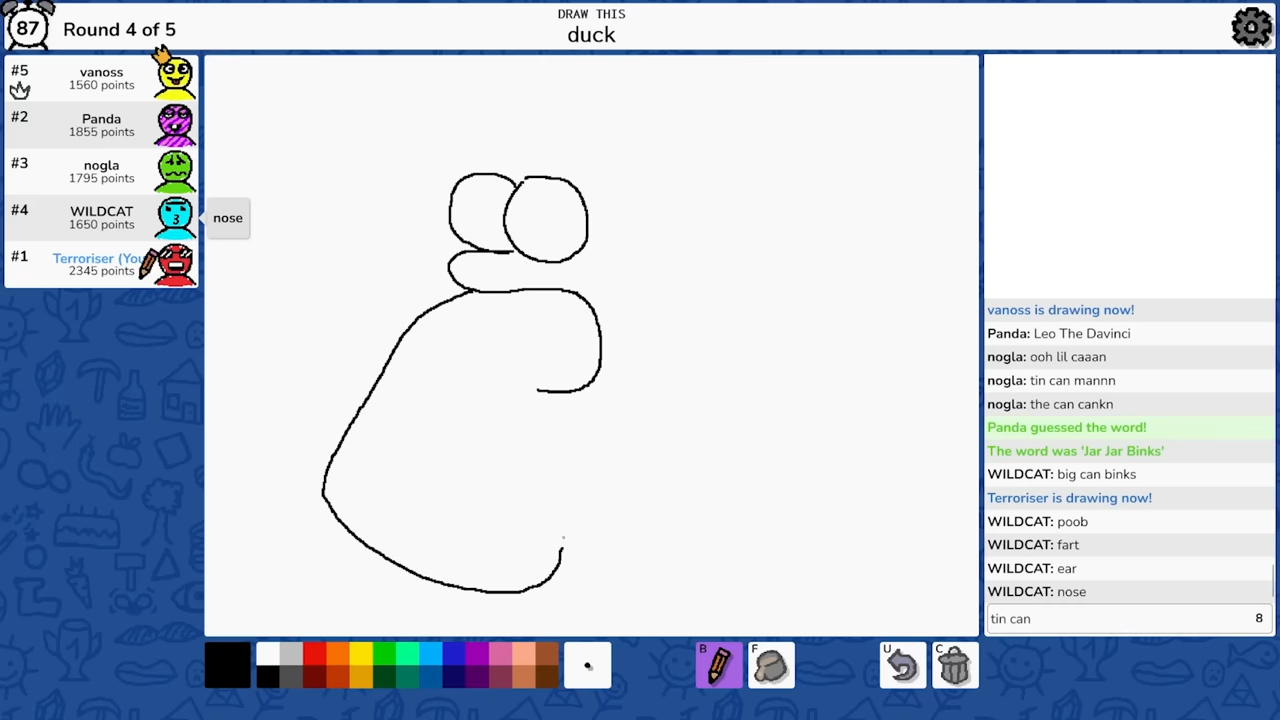 87
Round 4 of 5
DRAW THIS
duck
#5
vanoss
1560 points
#2
Panda
1855 points
#3
nogla
1795 points
#4
WILDCAT
1650 points
nose
#1
Terroriser (You
2345 points
vanoss is drawing now!
Panda: Leo The Davinci
nogla: ooh lil caaan
nogla: tin can mannn
nogla: the can cankn
Panda guessed the word!
The word was 'Jar Jar Binks'
WILDCAT: big can binks
Terroriser is drawing now!
WILDCAT: poob
WILDCAT: fart
WILDCAT: ear
WILDCAT: nose
tin can 8
B
F
U
C